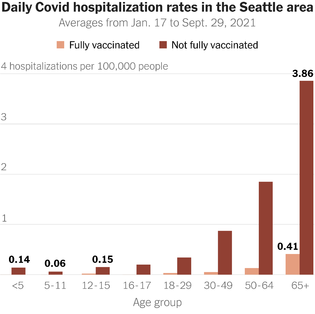 Daily Covid hospitalization rates in the Seattle area
Averages from Jan. 17 to Sept. 29, 2021
Fully vaccinated Not fully vaccinated
4 hospitalizations per 100,000 people
3.86
3
2
1
0.41
0.14 0.06 0.15
<5 5-11 12-15 16-17 18-29 30-49 50-64 65+
Age group